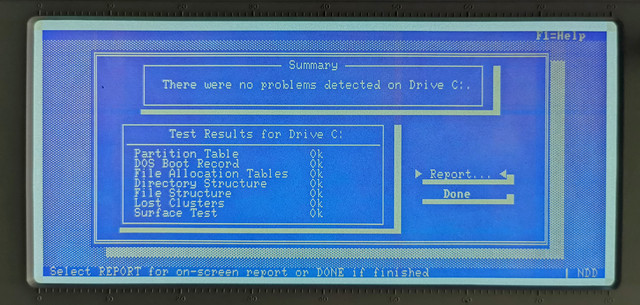 F1=Help
Summary
There were no problems detected on Drive C:.
Test Results for Drive C:
Partition Table Ok
DOS Boot Record Ok
File Allocation Tables Ok
Directory Structure Ok
File Structure Ok
Lost Clusters Ok
Surface Test Ok
Report...
Done
Select REPORT for on-screen report or DONE if finished | NDD